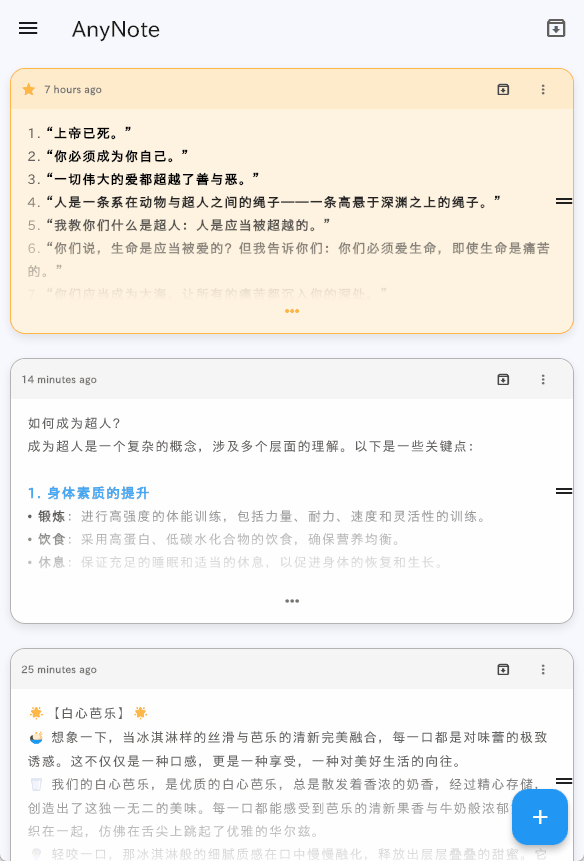 AnyNote
7 hours ago
1. “上帝已死。”
2. “你必须成为你自己。”
3. “一切伟大的爱都超越了善与恶。”
4. “人是一条系在动物与超人之间的绳子——一条高悬于深渊之上的绳子。”
5. “我教你们什么是超人：人是应当被超越的。”
6. “你们说，生命是应当被爱的？但我告诉你们：你们必须爱生命，即使生命是痛苦
的。”
7. “你们应当成为大海，让所有的痛苦都沉入你的深处。”
14 minutes ago
如何成为超人？
成为超人是一个复杂的概念，涉及多个层面的理解。以下是一些关键点：
1. 身体素质的提升
• 锻炼：进行高强度的体能训练，包括力量、耐力、速度和灵活性的训练。
• 饮食：采用高蛋白、低碳水化合物的饮食，确保营养均衡。
• 休息：保证充足的睡眠和适当的休息，以促进身体的恢复和生长。
25 minutes ago
🌟【白心芭乐】🌟
🍨 想象一下，当冰淇淋样的丝滑与芭乐的清新完美融合，每一口都是对味蕾的极致
诱惑。这不仅仅是一种口感，更是一种享受，一种对美好生活的向往。
🥛 我们的白心芭乐，是优质的白心芭乐，总是散发着香浓的奶香，经过精心存储，
创造出了这独一无二的美味。每一口都能感受到芭乐的清新果香与牛奶般浓郁
织在一起，仿佛在舌尖上跳起了优雅的华尔兹。
轻咬一口，那冰淇淋般的细腻质感在口中慢慢融化，释放出层层叠叠的甜蜜。它